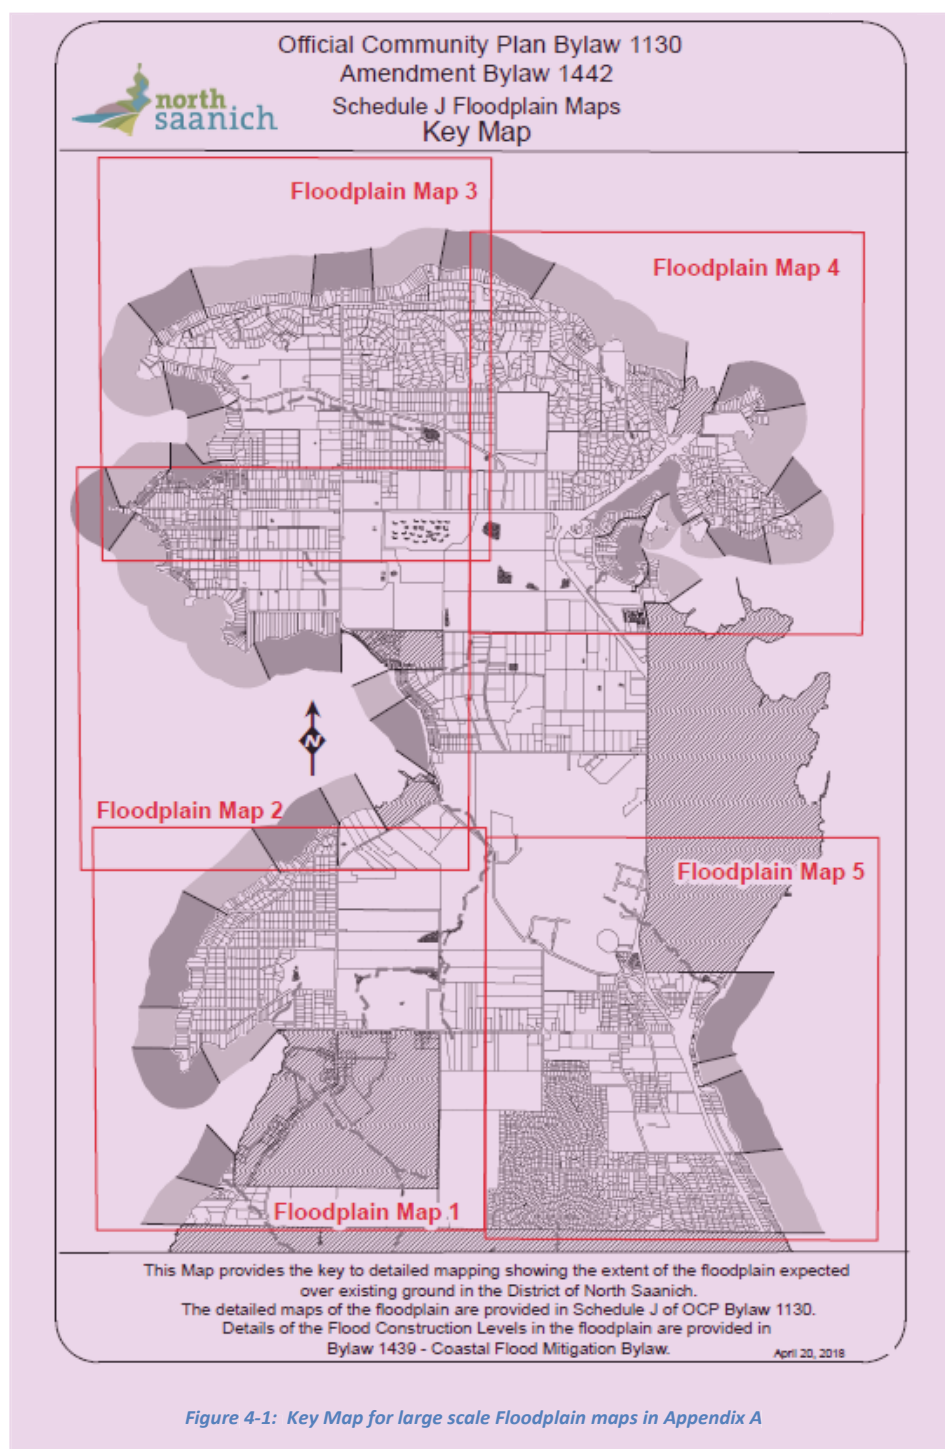 Official Community Plan Bylaw 1130
Amendment Bylaw 1442
north
saanich
Schedule J Floodplain Maps
Key Map
Floodplain Map 3
Floodplain Map 4
N
Floodplain Map 2
Floodplain Map 5
Floodplain Map 1
This Map provides the key to detailed mapping showing the extent of the floodplain expected
over existing ground in the District of North Saanich.
The detailed maps of the floodplain are provided in Schedule J of OCP Bylaw 1130.
Details of the Flood Construction Levels in the floodplain are provided in
Bylaw 1439 - Coastal Flood Mitigation Bylaw.
April 20, 2018
Figure 4-1: Key Map for large scale Floodplain maps in Appendix A